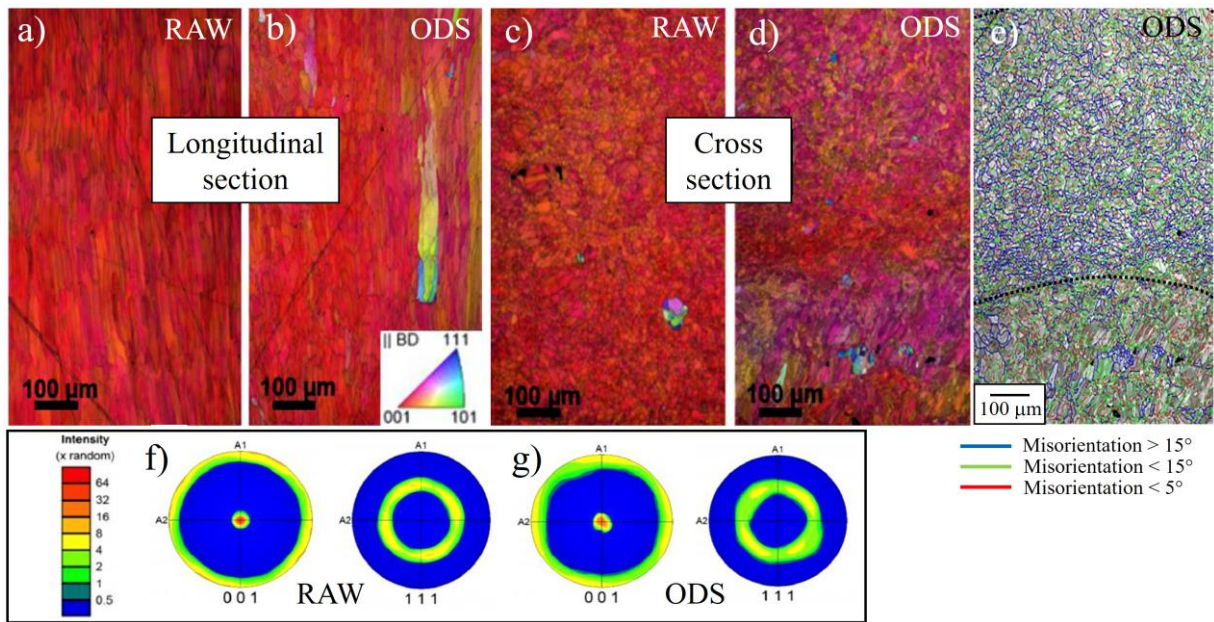 a)
RAW
b)
ODS
c)
RAW
d)
ODS
e)
ODS
Longitudinal
section
Cross
section
|| BD 111
001
101
100 µm
100 µm
100 µm
100 µm
100 µm
Misorientation > 15°
Misorientation < 15°
Misorientation < 5°
Intensity
(x random)
64
32
16
8
4
2
1
0.5
f)
A1
A2
0 0 1
A1
A2
1 1 1
RAW
g)
A1
A2
0 0 1
A1
A2
1 1 1
ODS